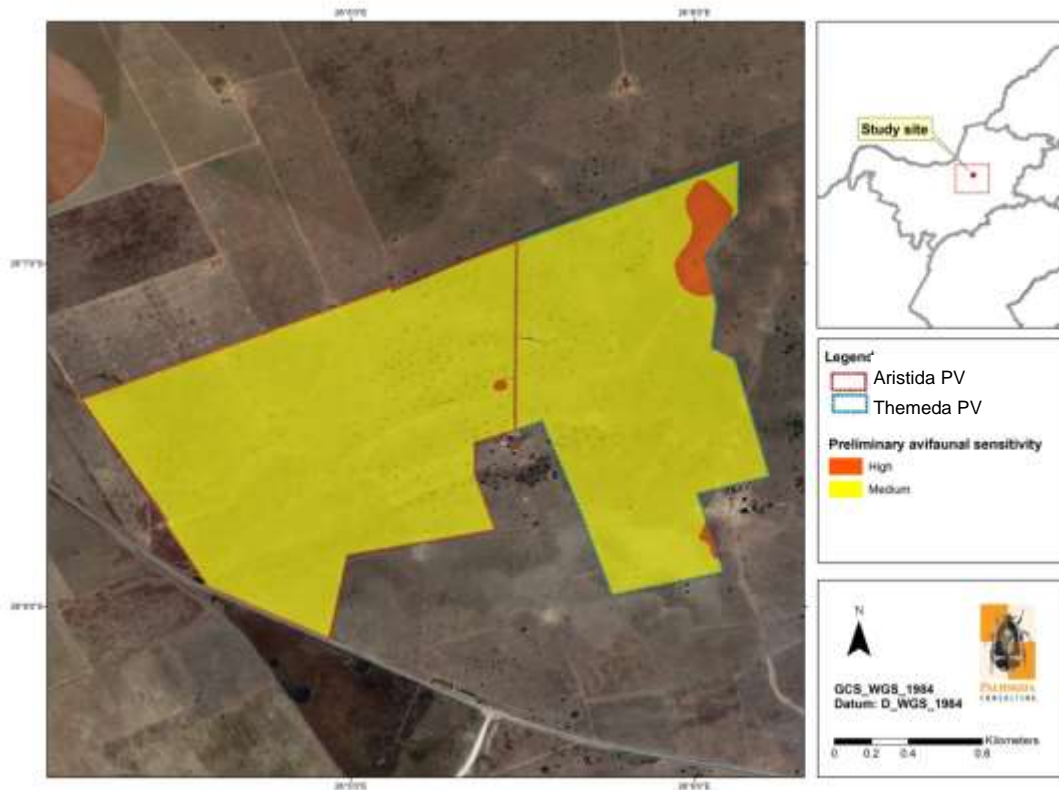 Study site
Legend
Aristida PV
Themeda PV
Preliminary avifaunal sensitivity
High
Medium
N
GCS_WGS_1984
Datum: D_WGS_1984
CONSULTING
Kilometers
0 0.2 0.4 0.8